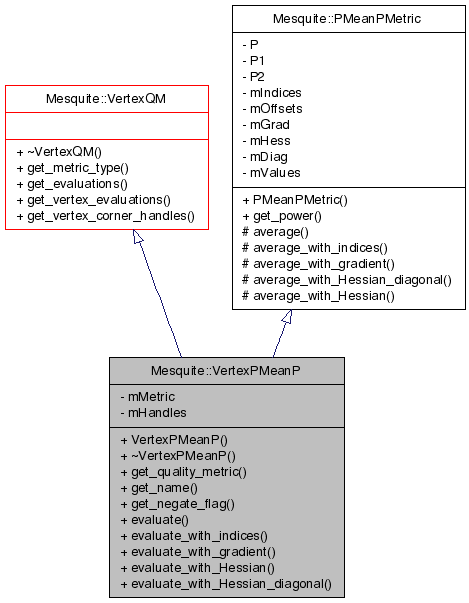 Mesquite::PMeanPMetric
- P
- P1
- P2
- mIndices
- mOffsets
- mGrad
- mHess
- mDiag
- mValues
+ PMeanPMetric()
+ get_power()
# average()
# average_with_indices()
# average_with_gradient()
# average_with_Hessian_diagonal()
# average_with_Hessian()
Mesquite::VertexQM
+ ~VertexQM()
+ get_metric_type()
+ get_evaluations()
+ get_vertex_evaluations()
+ get_vertex_corner_handles()
Mesquite::VertexPMeanP
- mMetric
- mHandles
+ VertexPMeanP()
+ ~VertexPMeanP()
+ get_quality_metric()
+ get_name()
+ get_negate_flag()
+ evaluate()
+ evaluate_with_indices()
+ evaluate_with_gradient()
+ evaluate_with_Hessian()
+ evaluate_with_Hessian_diagonal()